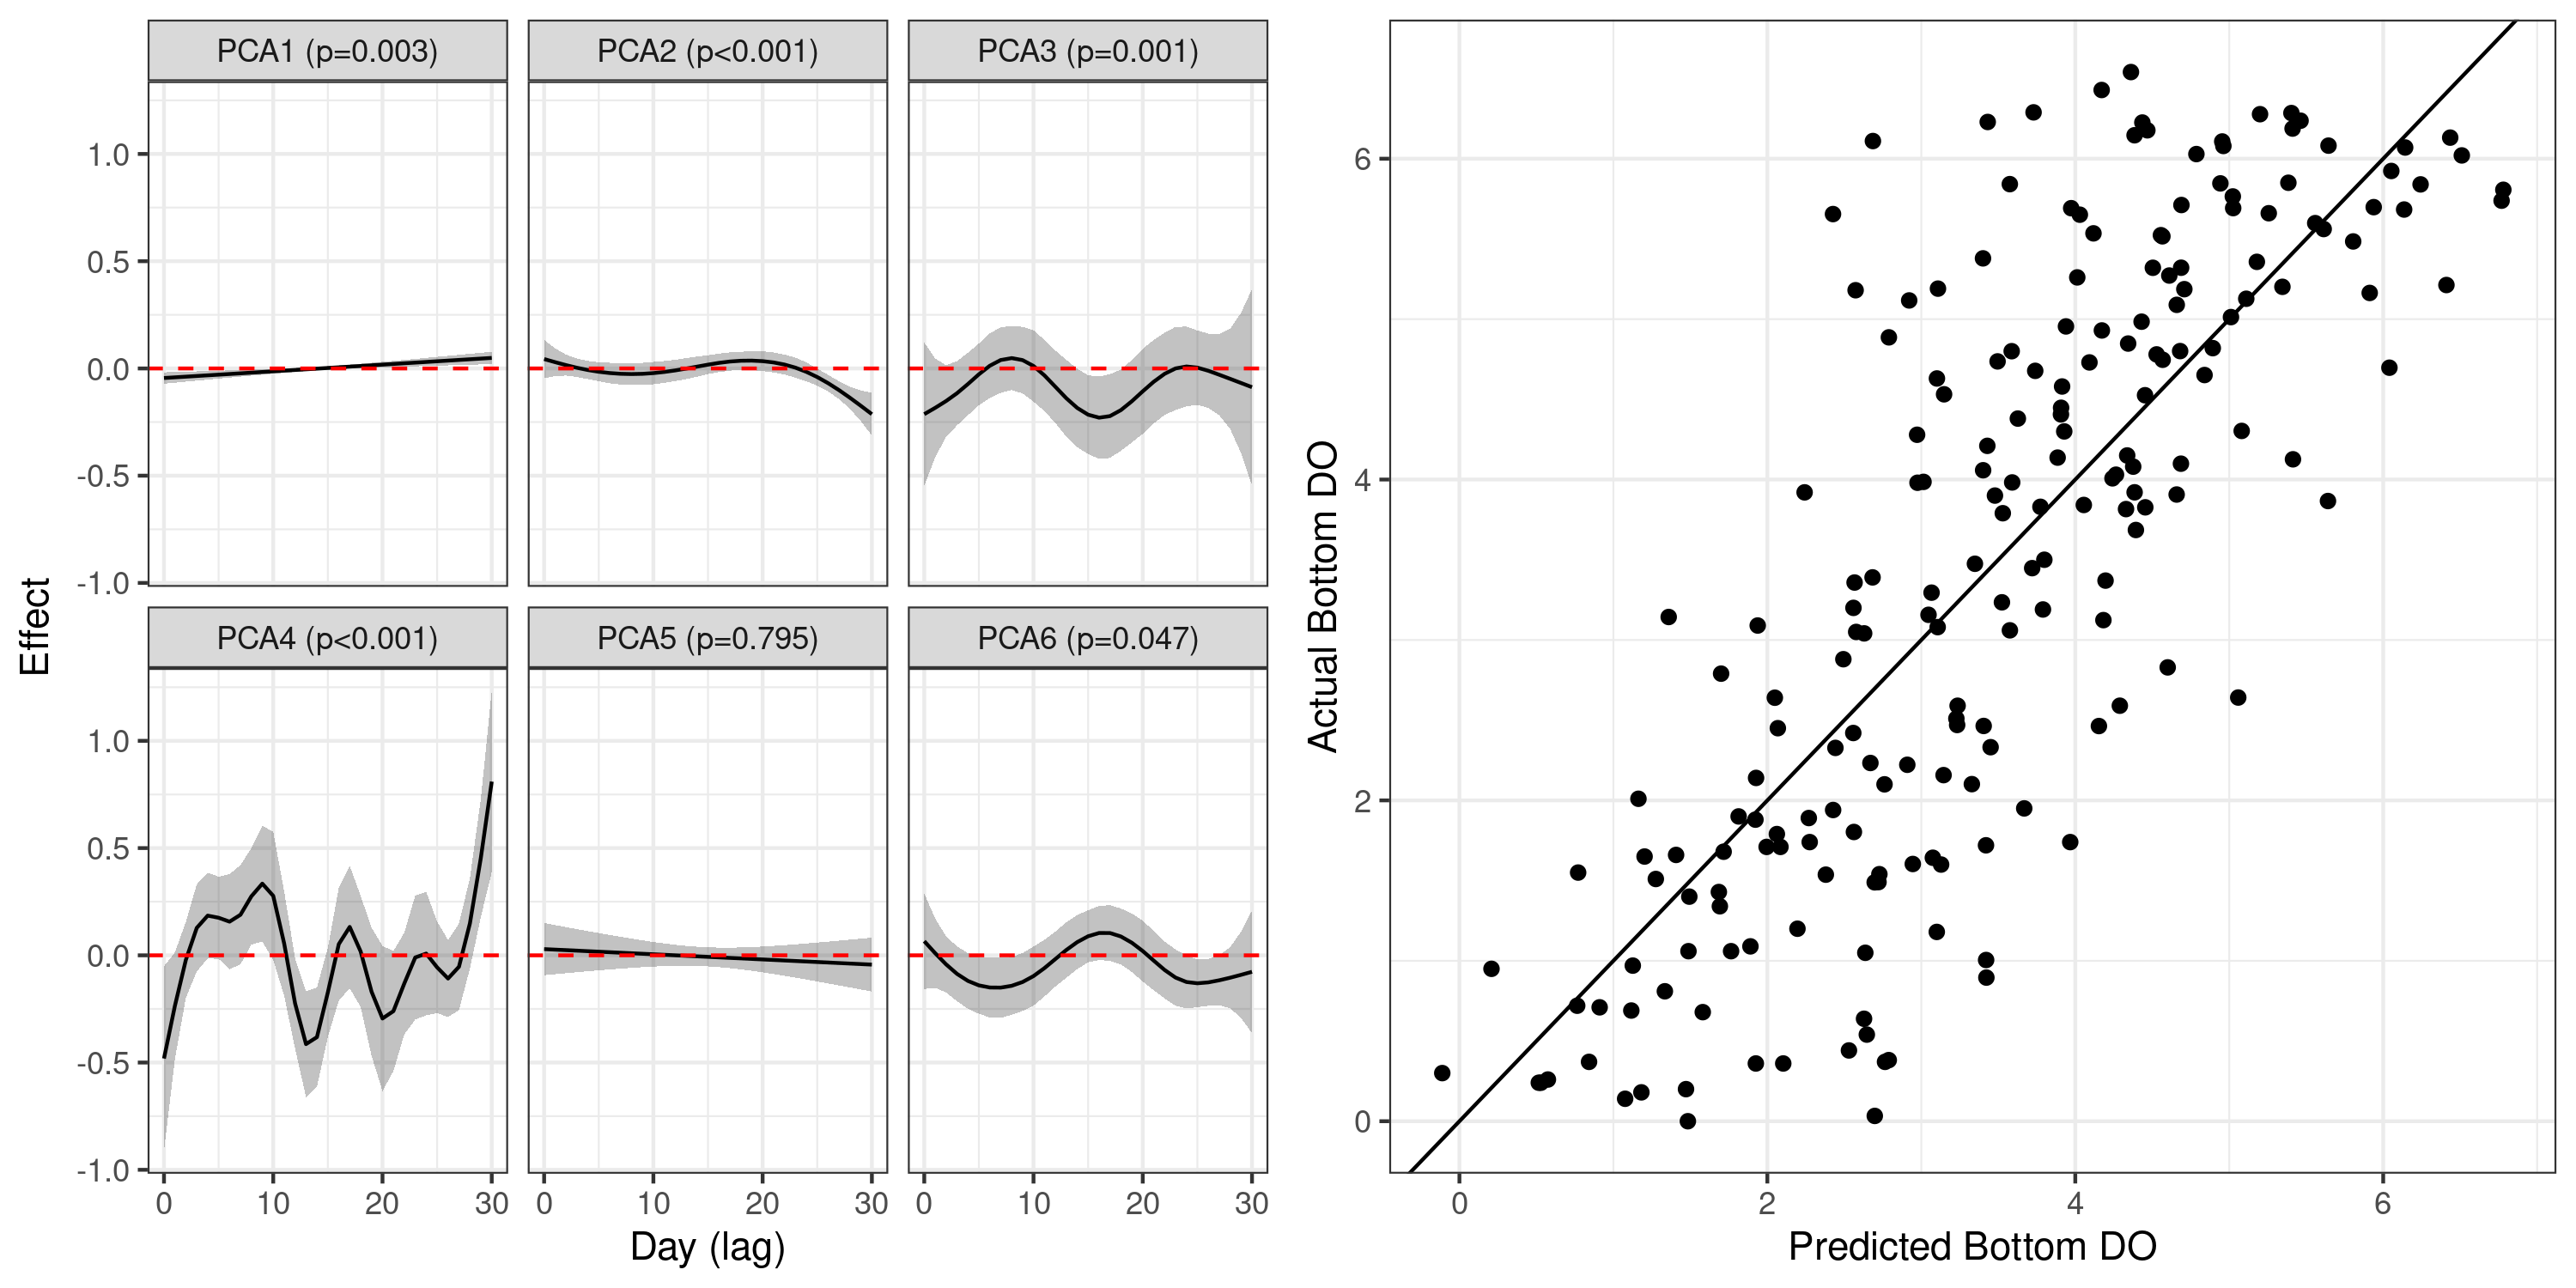 PCA1 (p=0.003) PCA2 (p<0.001) PCA3 (p=0.001)
1.0
0.5
0.0
-0.5
-1.0
PCA4 (p<0.001) PCA5 (p=0.795) PCA6 (p=0.047)
1.0
0.5
0.0
-0.5
-1.0
0 10 20 30 0 10 20 30 0 10 20 30
Day (lag)
Effect
6
4
2
0
0 2 4 6
Predicted Bottom DO
Actual Bottom DO